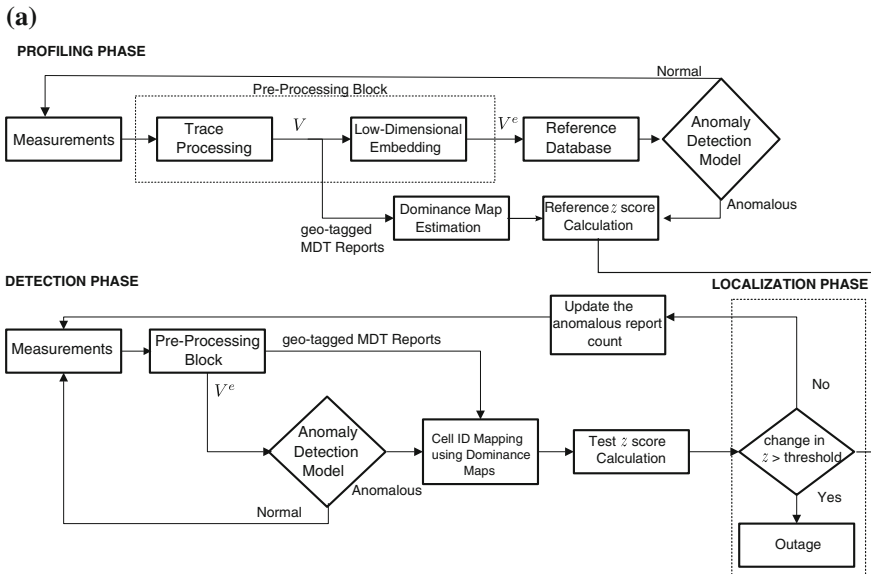 (a)
PROFILING PHASE
Normal
Pre-Processing Block
Measurements
Trace
Processing
V
Low-Dimensional
Embedding
V^e
Reference
Database
Anomaly
Detection
Model
Anomalous
geo-tagged
MDT Reports
Dominance Map
Estimation
Reference z score
Calculation
DETECTION PHASE
LOCALIZATION PHASE
Update the
anomalous report
count
Measurements
Pre-Processing
Block
geo-tagged MDT Reports
V^e
No
Anomaly
Detection
Model
Anomalous
Normal
Cell ID Mapping
using Dominance
Maps
Test z score
Calculation
change in
z > threshold
Yes
Outage